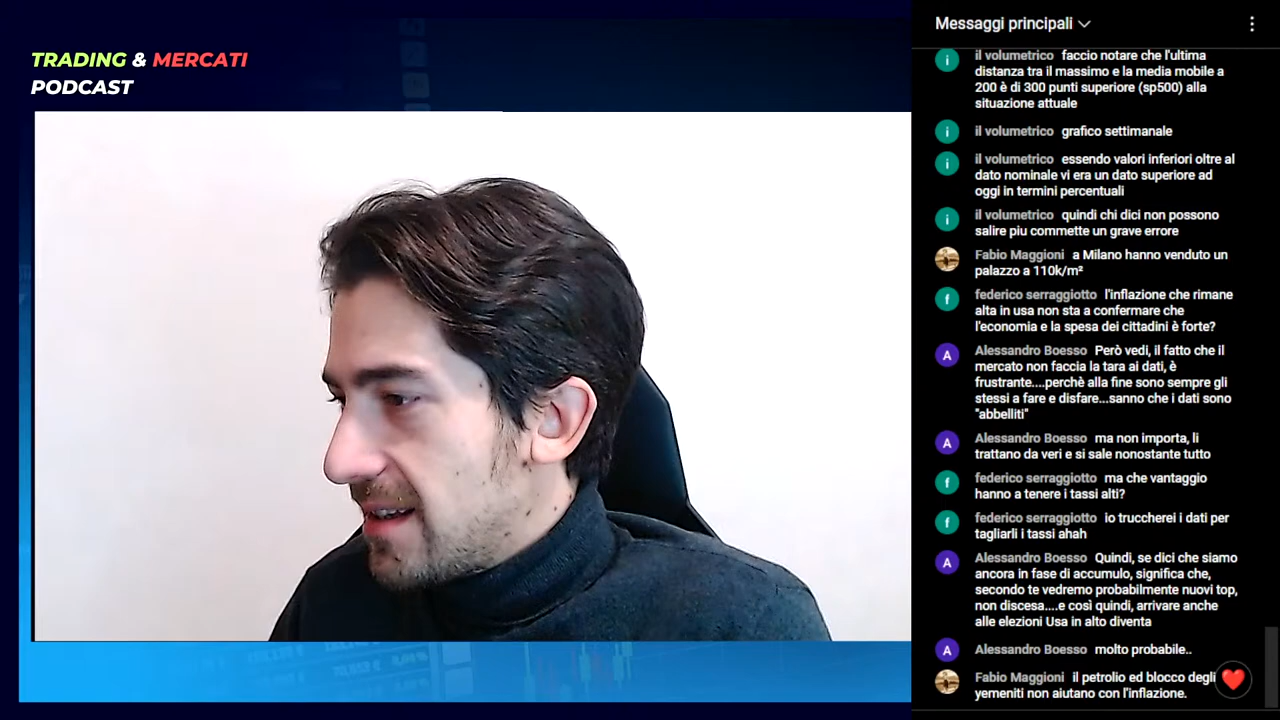 TRADING & MERCATI
PODCAST
Messaggi principali
il volumetrico faccio notare che l'ultima
distanza tra il massimo e la media mobile a
200 è di 300 punti superiore (sp500) alla
situazione attuale
i
il volumetrico grafico settimanale
i
il volumetrico essendo valori inferiori oltre al
dato nominale vi era un dato superiore ad
oggi in termini percentuali
i
il volumetrico quindi chi dici non possono
salire piu commette un grave errore
i
Fabio Maggioni a Milano hanno venduto un
palazzo a 110k/m²
federico serraggiotto l'inflazione che rimane
alta in usa non sta a confermare che
l'economia e la spesa dei cittadini è forte?
f
Alessandro Boesso Però vedi, il fatto che il
mercato non faccia la tara ai dati, è
frustrante....perchè alla fine sono sempre gli
stessi a fare e disfare...sanno che i dati sono
"abbelliti"
A
Alessandro Boesso ma non importa, li
trattano da veri e si sale nonostante tutto
A
federico serraggiotto ma che vantaggio
hanno a tenere i tassi alti?
f
federico serraggiotto io truccherei i dati per
tagliarli i tassi ahah
f
Alessandro Boesso Quindi, se dici che siamo
ancora in fase di accumulo, significa che,
secondo te vedremo probabilmente nuovi top,
non discesa....e così quindi, arrivare anche
alle elezioni Usa in alto diventa
A
Alessandro Boesso molto probabile..
A
Fabio Maggioni il petrolio ed blocco degli
yemeniti non aiutano con l'inflazione.